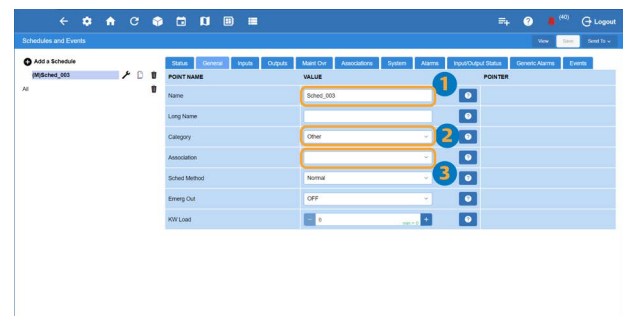 (40)
Logout
Schedules and Events
View
Save
Send To
Add a Schedule
(M)Sched_003
All
Status General Inputs Outputs Maint Ovr Associations System Alarms Input/Output Status Generic Alarms Events
POINT NAME VALUE POINTER
1
Name Sched_003
Long Name
2
Category Other
Association
3
Sched Method Normal
Emerg Out OFF
KW Load 0